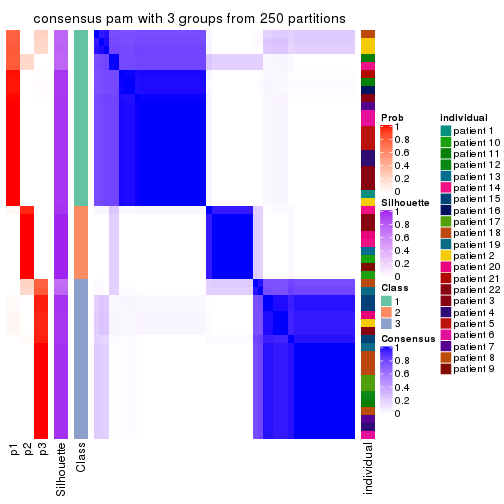 consensus pam with 3 groups from 250 partitions
p1
p2
p3
Silhouette
Class
individual
Prob
1
0.8
0.6
0.4
0.2
0
Silhouette
1
0.8
0.6
0.4
0.2
0
Class
1
2
3
Consensus
1
0.8
0.6
0.4
0.2
0
individual
patient 1
patient 10
patient 11
patient 12
patient 13
patient 14
patient 15
patient 16
patient 17
patient 18
patient 19
patient 2
patient 20
patient 21
patient 22
patient 3
patient 4
patient 5
patient 6
patient 7
patient 8
patient 9